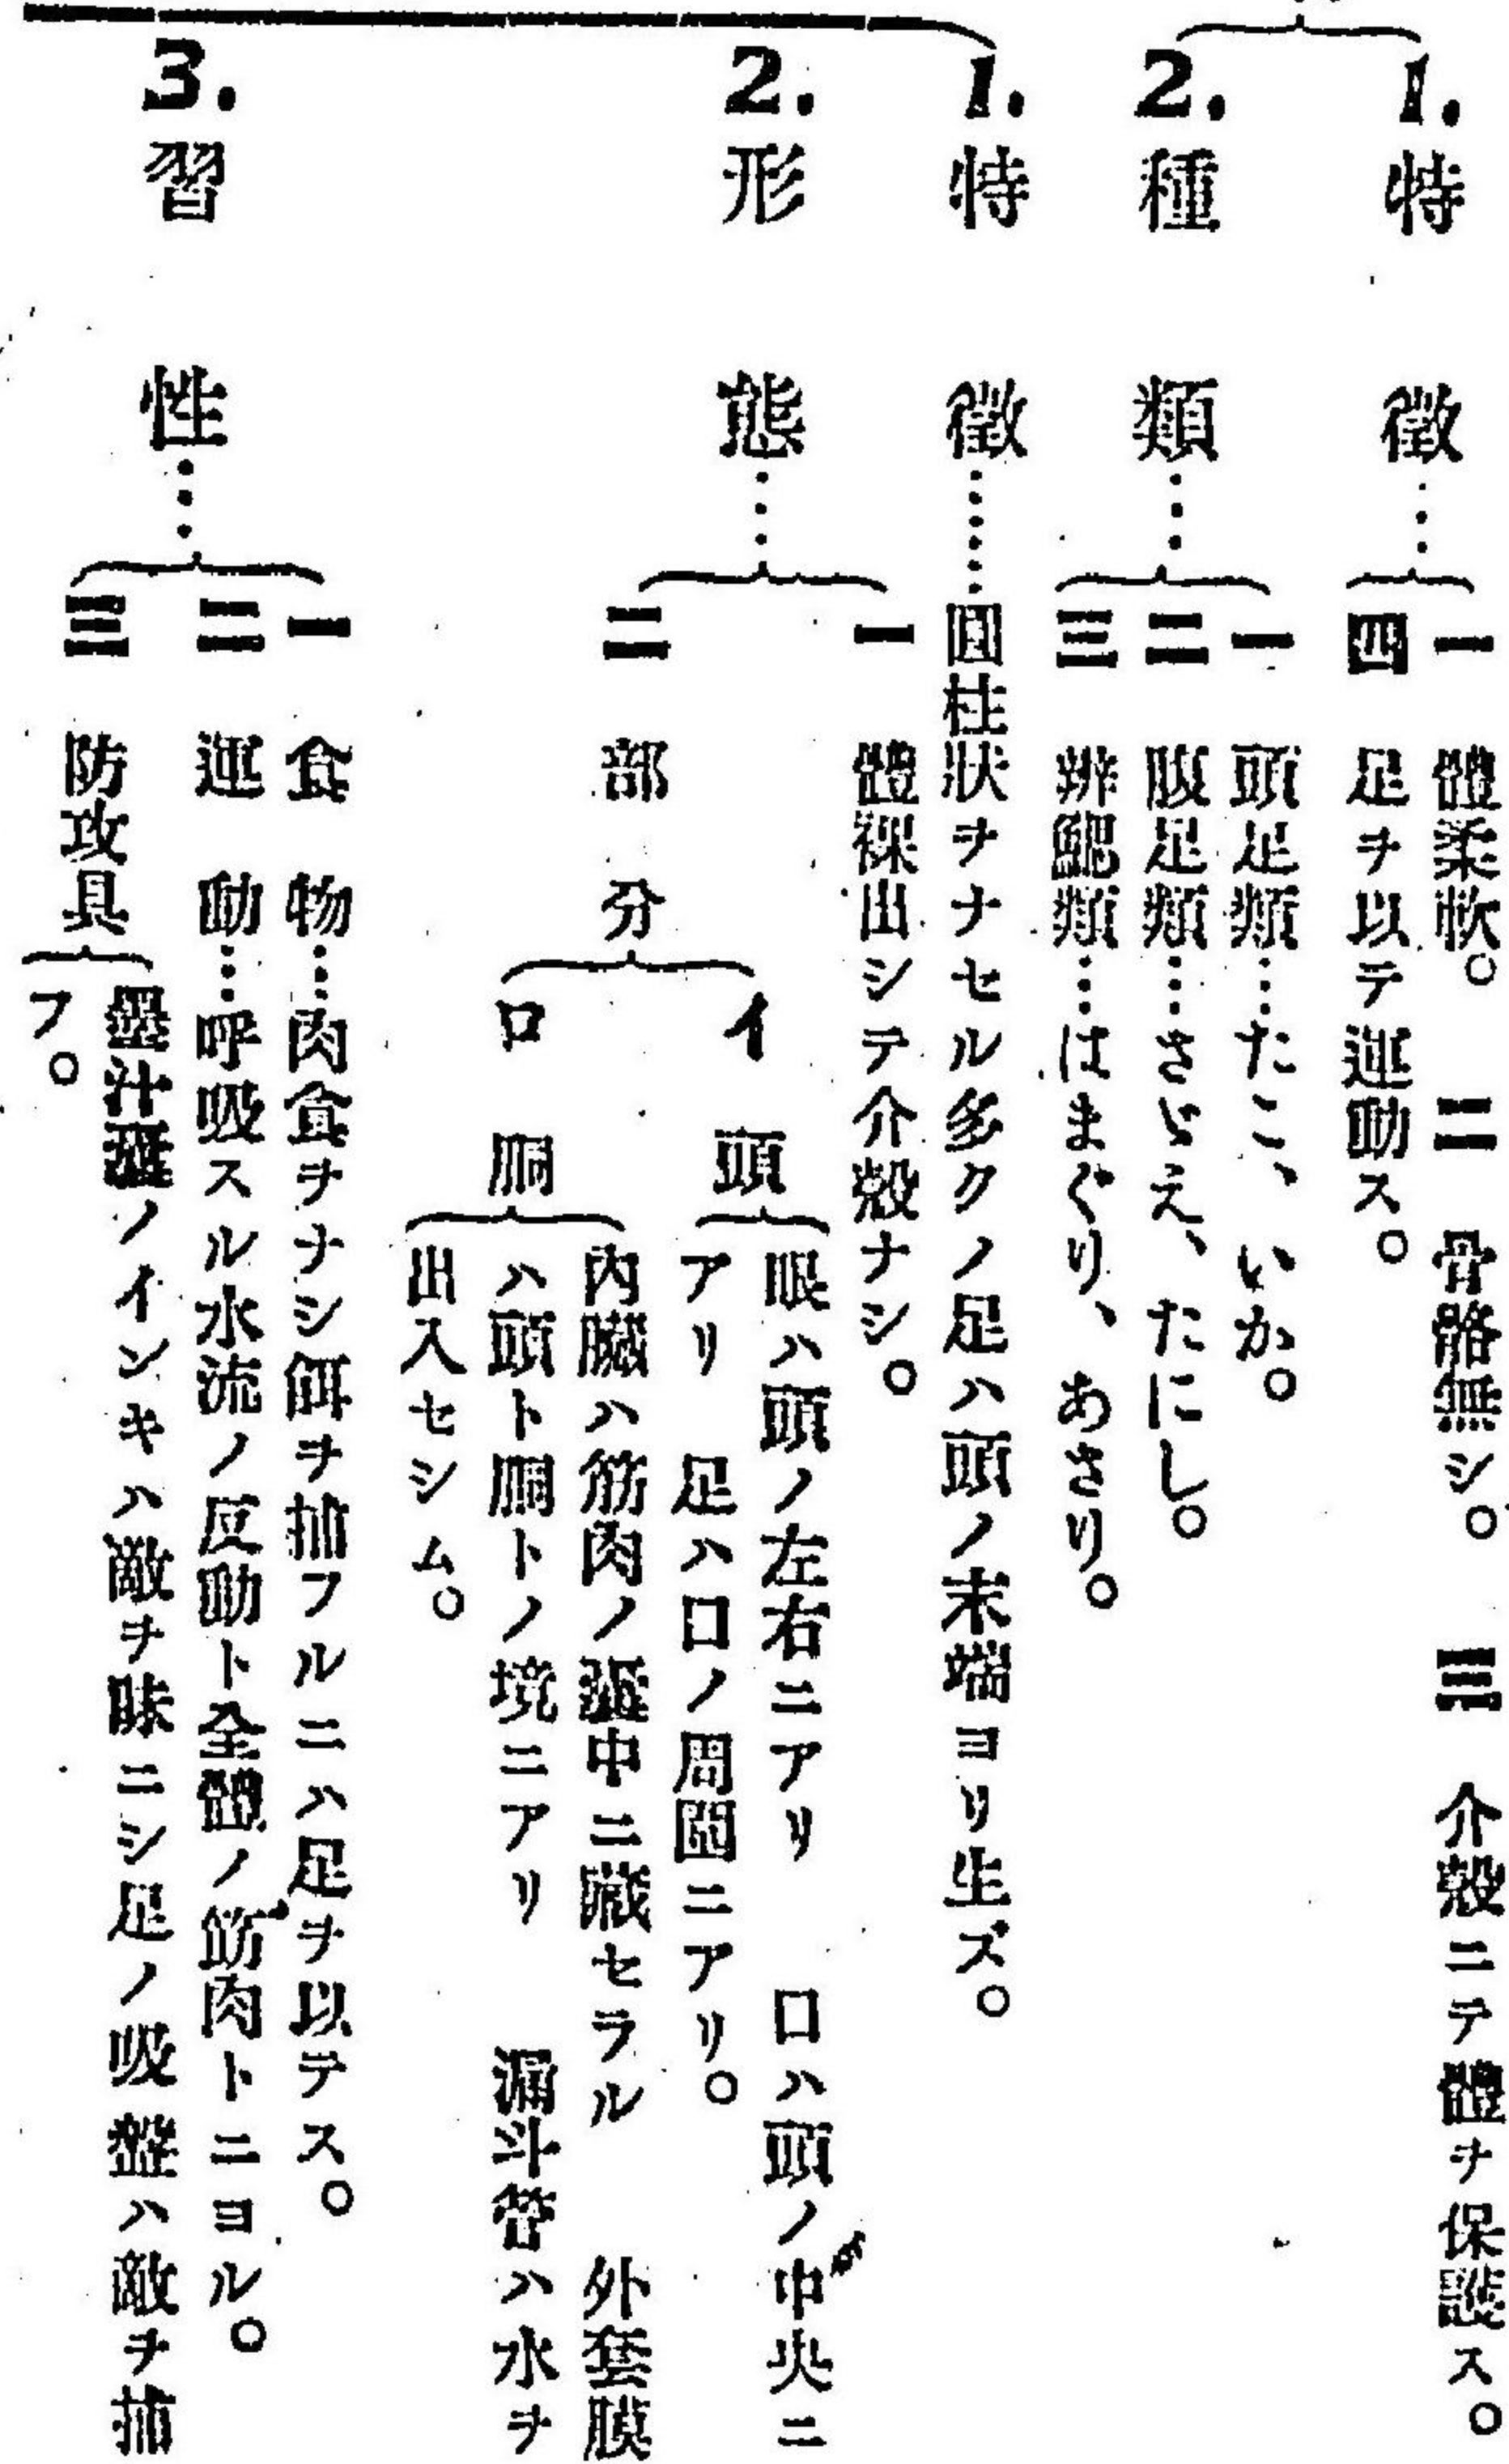 1. 特徵…
一 體柔軟。 二 骨骼無シ。 三 介殼ニテ體ヲ保護ス。
四 足ヲ以テ運動ス。
2. 種類…
一 頭足類…たこ、いか。
二 腹足類…さゞえ、たにし。
三 辨鰓類…はまぐり、あさり。
1. 特徵……圓柱狀ヲナセル多クノ足ハ頭ノ末端ヨリ生ズ。
2. 形態…
一 體裸出シテ介殼ナシ。
二 部分
イ 頭
眼ハ頭ノ左右ニアリ 口ハ頭ノ中央ニ
アリ 足ハ口ノ周圍ニアリ。
ロ 胴
內臟ハ筋肉ノ囊中ニ藏セラル 外套膜
ハ頭ト胴トノ境ニアリ 漏斗管ハ水ヲ
出入セシム。
3. 習性…
一 食物…肉食ヲナシ餌ヲ捕フルニハ足ヲ以テス。
二 運動…呼吸スル水流ノ反動ト全體ノ筋肉トニヨル。
三 防攻具
墨汁囊ノインキハ敵ヲ昧ニシ足ノ吸盤ハ敵ヲ捕
フ。